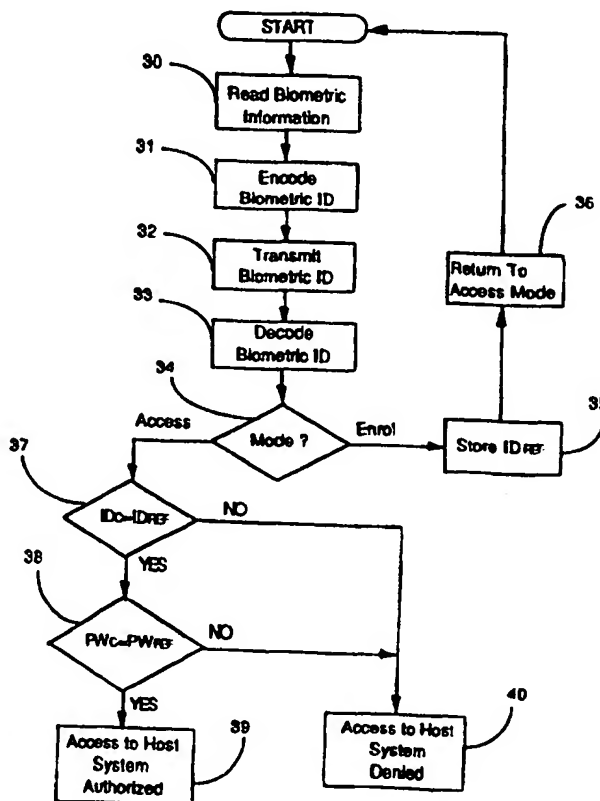 START
30
Read Biometric
Information
31
Encode
Biometric ID
32
Transmit
Biometric ID
33
Decode
Biometric ID
36
Return To
Access Mode
34
Mode ?
Access
Enrol
Store IDREF
37
IDC=IDREF
NO
YES
38
PWC=PWREF
NO
YES
Access to Host
System
Authorized
39
Access to Host
System
Denied
40